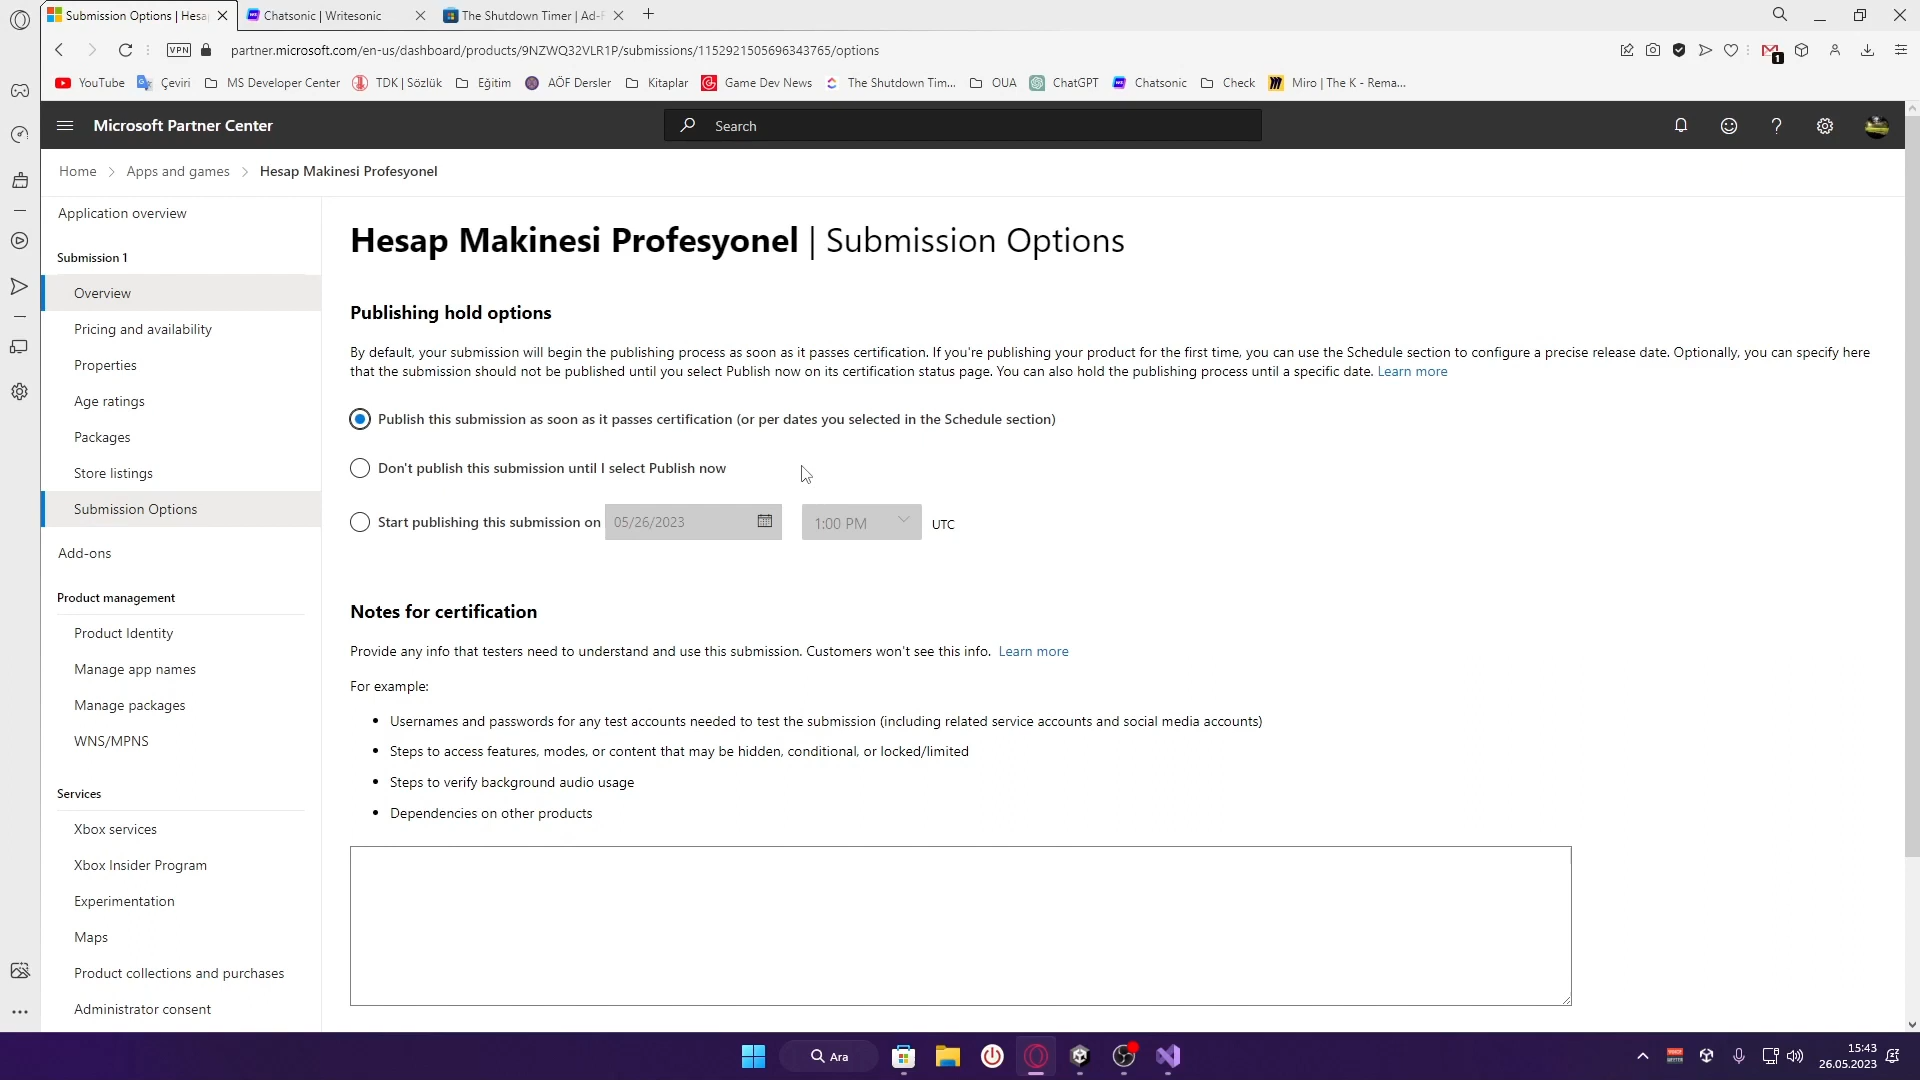 Submission Options | Hesap
Chatsonic | Writesonic
The Shutdown Timer | Ad-F
VPN
partner.microsoft.com/en-us/dashboard/products/9NZWQ32VLR1P/submissions/1152921505696343765/options
1
YouTube
Çeviri
MS Developer Center
TDK | Sözlük
Eğitim
AÖF Dersler
Kitaplar
Game Dev News
The Shutdown Tim...
OUA
ChatGPT
Chatsonic
Check
Miro | The K - Rema...
Microsoft Partner Center
Search
Home
Apps and games
Hesap Makinesi Profesyonel
Application overview
Submission 1
Overview
Pricing and availability
Properties
Age ratings
Packages
Store listings
Submission Options
Add-ons
Product management
Product Identity
Manage app names
Manage packages
WNS/MPNS
Services
Xbox services
Xbox Insider Program
Experimentation
Maps
Product collections and purchases
Administrator consent
Hesap Makinesi Profesyonel | Submission Options
Publishing hold options
By default, your submission will begin the publishing process as soon as it passes certification. If you're publishing your product for the first time, you can use the Schedule section to configure a precise release date. Optionally, you can specify here
that the submission should not be published until you select Publish now on its certification status page. You can also hold the publishing process until a specific date. Learn more
Publish this submission as soon as it passes certification (or per dates you selected in the Schedule section)
Don't publish this submission until I select Publish now
Start publishing this submission on 05/26/2023 1:00 PM UTC
Notes for certification
Provide any info that testers need to understand and use this submission. Customers won't see this info. Learn more
For example:
• Usernames and passwords for any test accounts needed to test the submission (including related service accounts and social media accounts)
• Steps to access features, modes, or content that may be hidden, conditional, or locked/limited
• Steps to verify background audio usage
• Dependencies on other products
Ara
15:43
26.05.2023